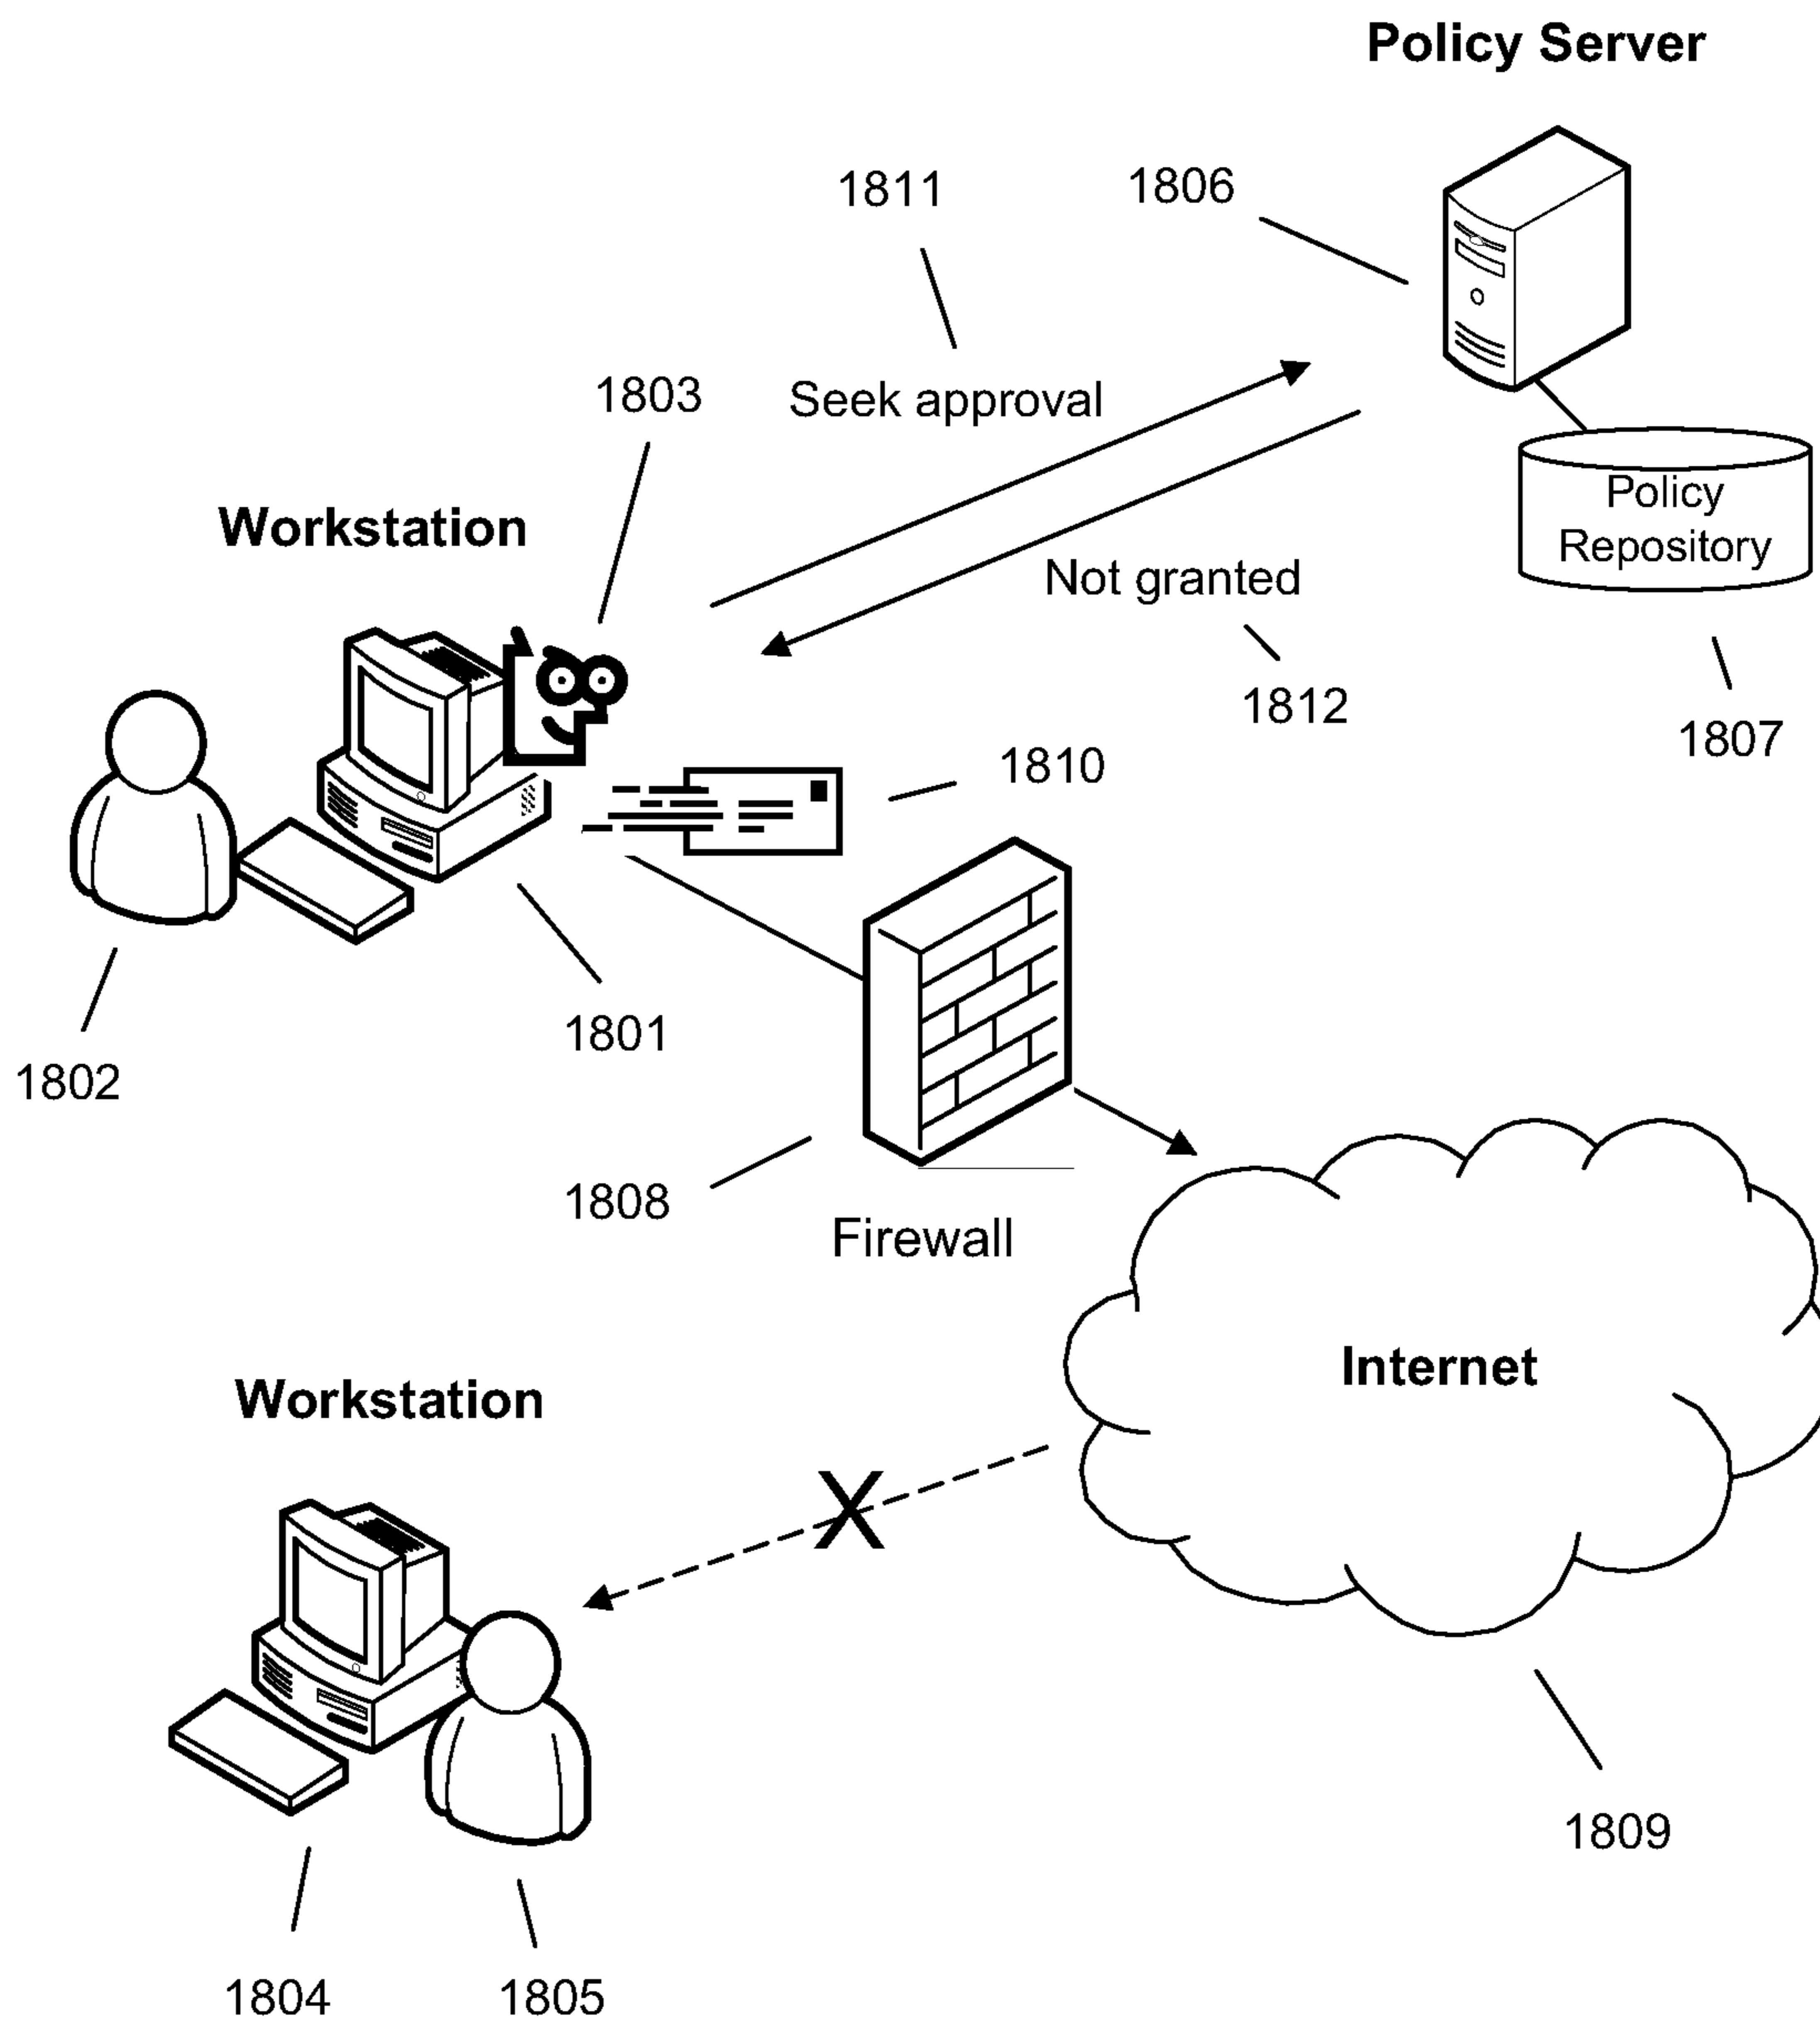 Policy Server
1811
1806
1803
Seek approval
Workstation
Policy
Repository
Not granted
1812
1807
1810
1801
1802
1808
Firewall
Internet
Workstation
X
1809
1804
1805